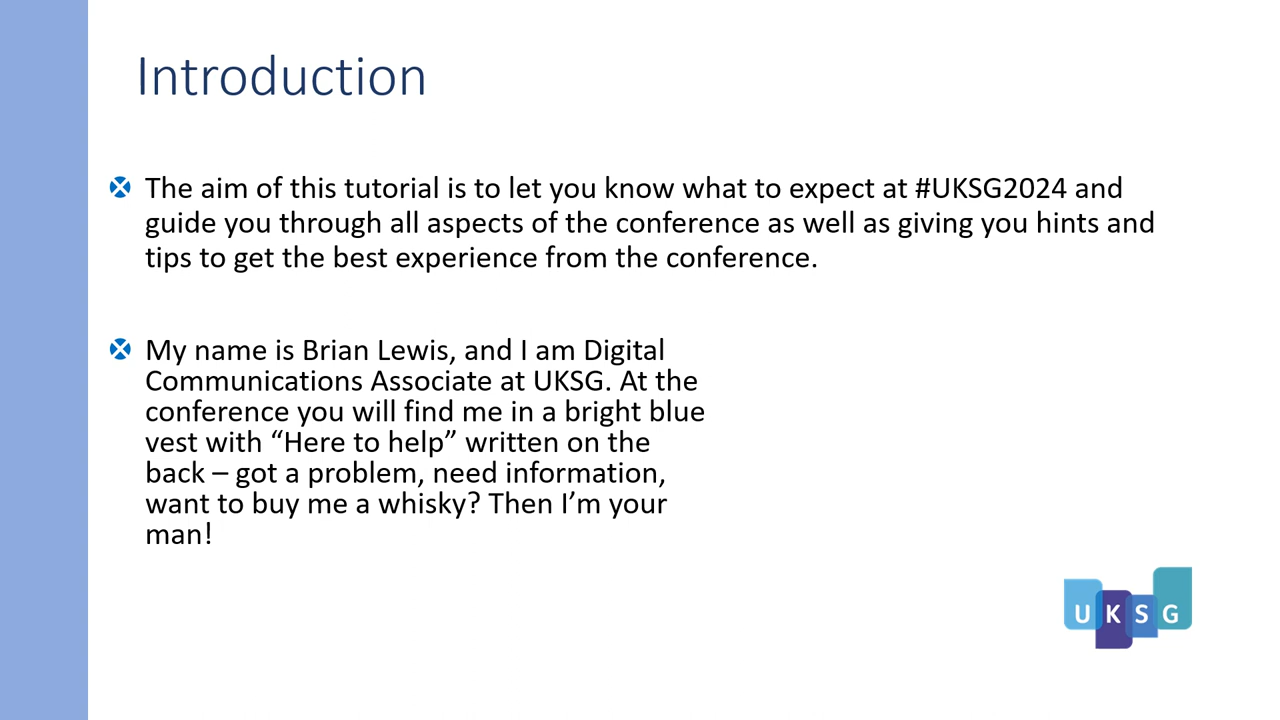 Introduction
The aim of this tutorial is to let you know what to expect at #UKSG2024 and
guide you through all aspects of the conference as well as giving you hints and
tips to get the best experience from the conference.
My name is Brian Lewis, and I am Digital
Communications Associate at UKSG. At the
conference you will find me in a bright blue
vest with “Here to help” written on the
back – got a problem, need information,
want to buy me a whisky? Then I’m your
man!
UKSG